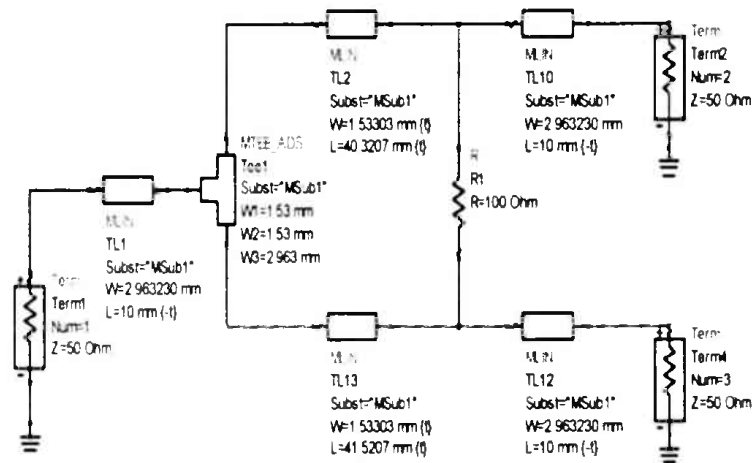 MLIN
TL2
Subst="MSub1"
W=1.53303 mm {t}
L=40.3207 mm {t}
MLIN
TL10
Subst="MSub1"
W=2.963230 mm
L=10 mm {-t}
Term
Term2
Num=2
Z=50 Ohm
MTEE_ADS
Tee1
Subst="MSub1"
W1=1.53 mm
W2=1.53 mm
W3=2.963 mm
R
R1
R=100 Ohm
MLIN
TL1
Subst="MSub1"
W=2.963230 mm
L=10 mm {-t}
Term
Term1
Num=1
Z=50 Ohm
MLIN
TL13
Subst="MSub1"
W=1.53303 mm {t}
L=41.5207 mm {t}
MLIN
TL12
Subst="MSub1"
W=2.963230 mm
L=10 mm {-t}
Term
Term4
Num=3
Z=50 Ohm